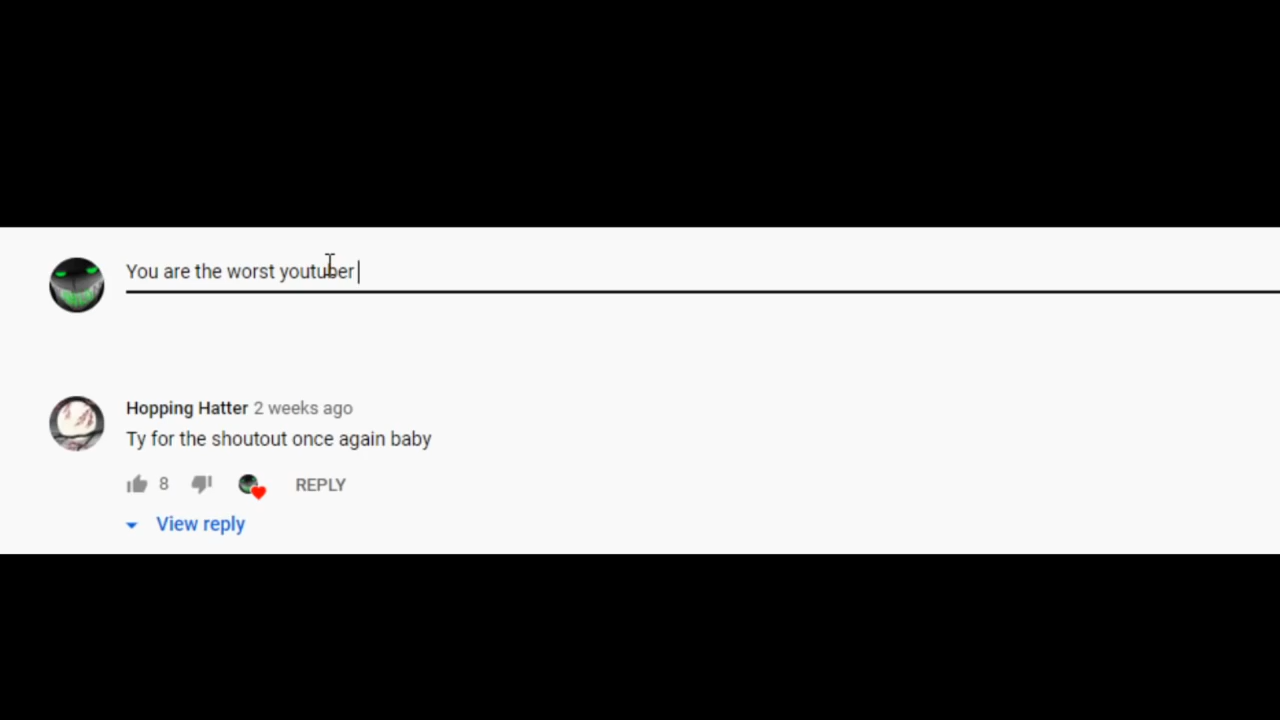 You are the worst youtuber
Hopping Hatter 2 weeks ago
Ty for the shoutout once again baby
8 REPLY
View reply